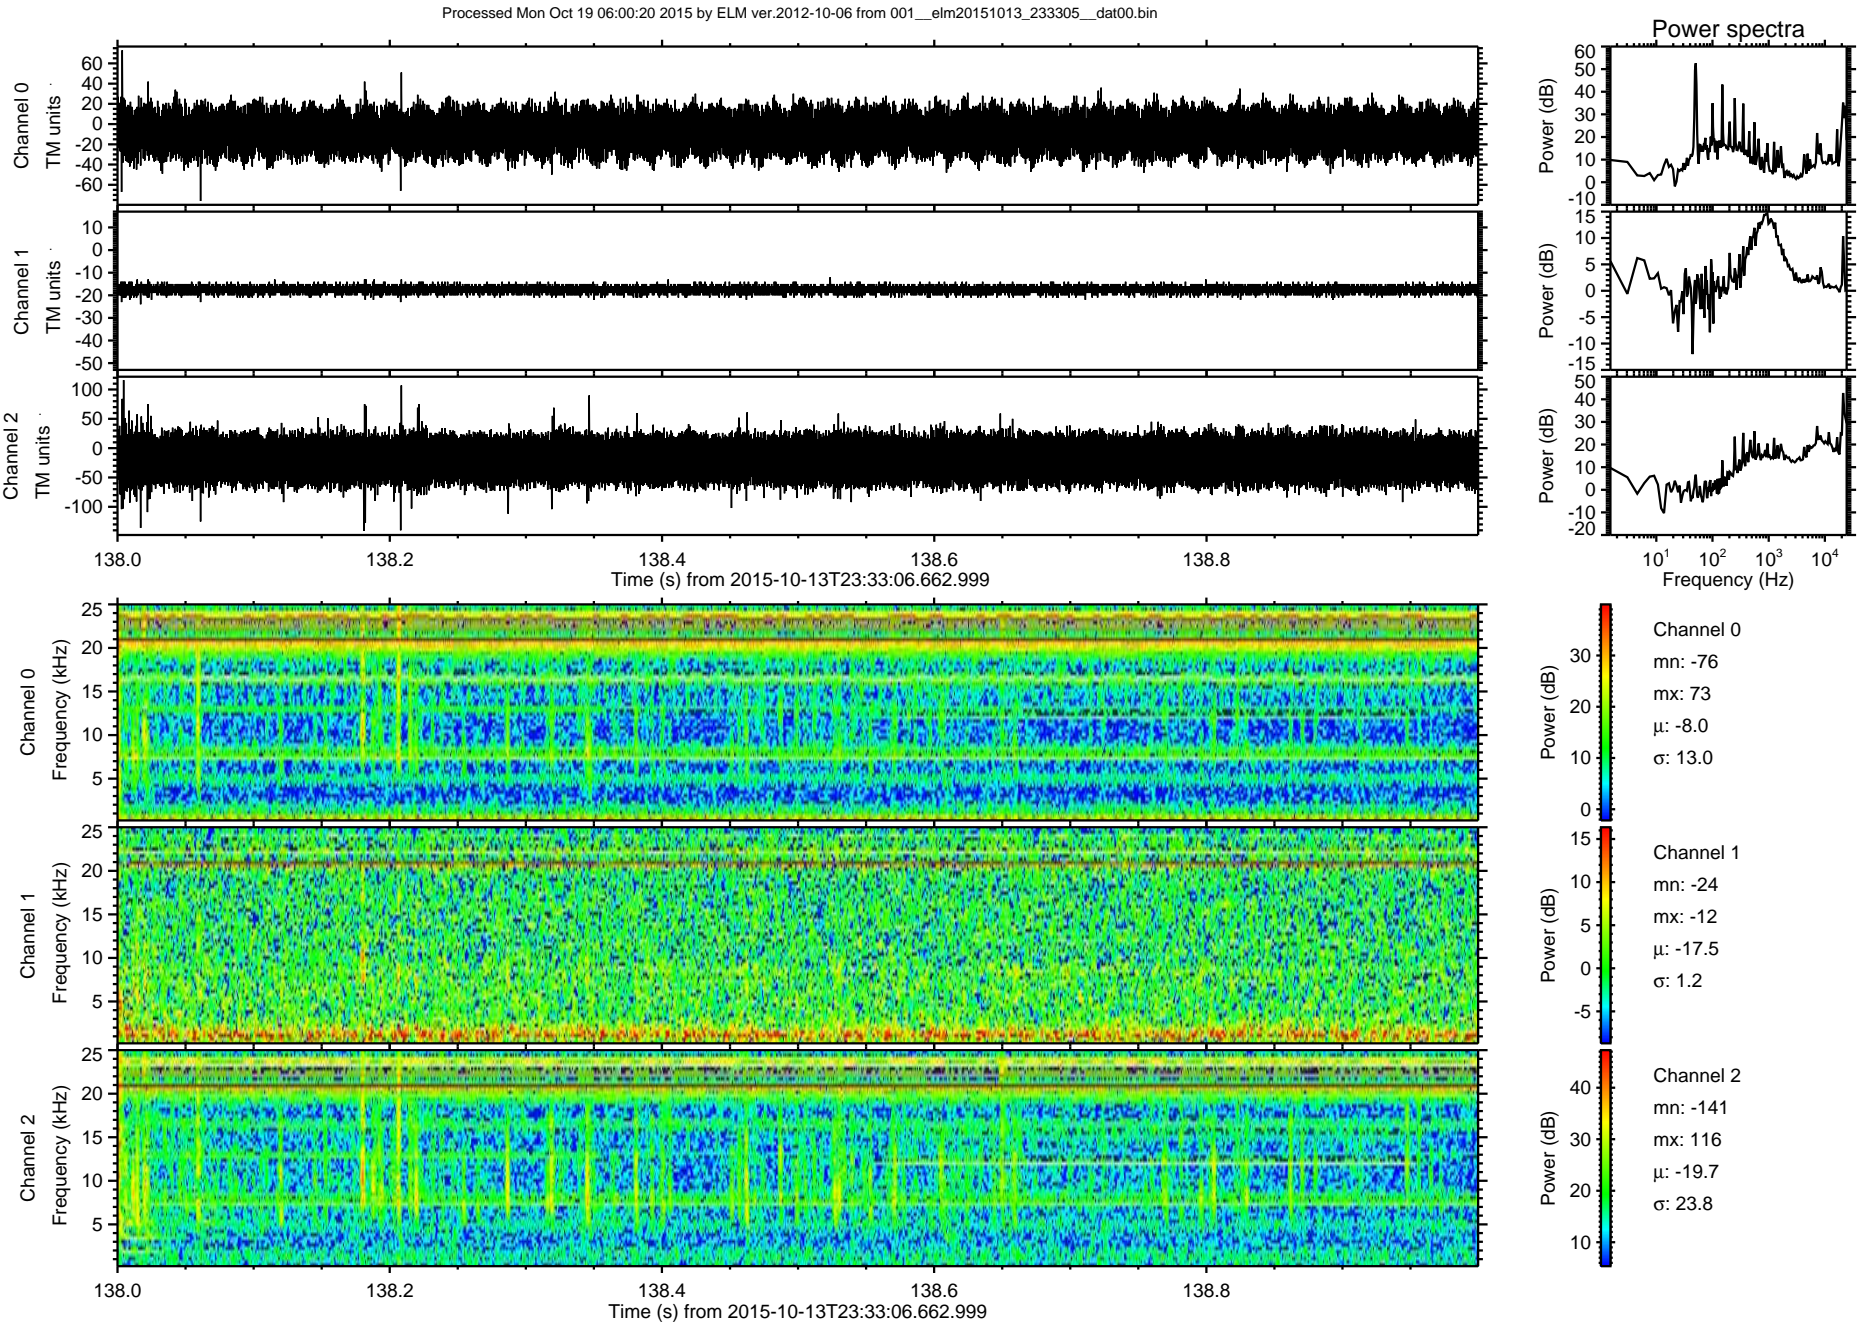 Processed Mon Oct 19 06:00:20 2015 by ELM ver.2012-10-06 from 001__elm20151013_233305__dat00.bin
Power spectra
Channel 0
TM units
60
40
20
0
-20
-40
-60
Power (dB)
60
50
40
30
20
10
0
-10
Channel 1
TM units
10
0
-10
-20
-30
-40
-50
Power (dB)
15
10
5
0
-5
-10
-15
Channel 2
TM units
100
50
0
-50
-100
Power (dB)
50
40
30
20
10
0
-10
-20
138.0 138.2 138.4 138.6 138.8
Time (s) from 2015-10-13T23:33:06.662.999
10¹ 10² 10³ 10⁴
Frequency (Hz)
Channel 0
Frequency (kHz)
25
20
15
10
5
Power (dB)
30
20
10
0
Channel 0
mn: -76
mx: 73
μ: -8.0
σ: 13.0
Channel 1
Frequency (kHz)
25
20
15
10
5
Power (dB)
15
10
5
0
-5
Channel 1
mn: -24
mx: -12
μ: -17.5
σ: 1.2
Channel 2
Frequency (kHz)
25
20
15
10
5
Power (dB)
40
30
20
10
Channel 2
mn: -141
mx: 116
μ: -19.7
σ: 23.8
138.0 138.2 138.4 138.6 138.8
Time (s) from 2015-10-13T23:33:06.662.999